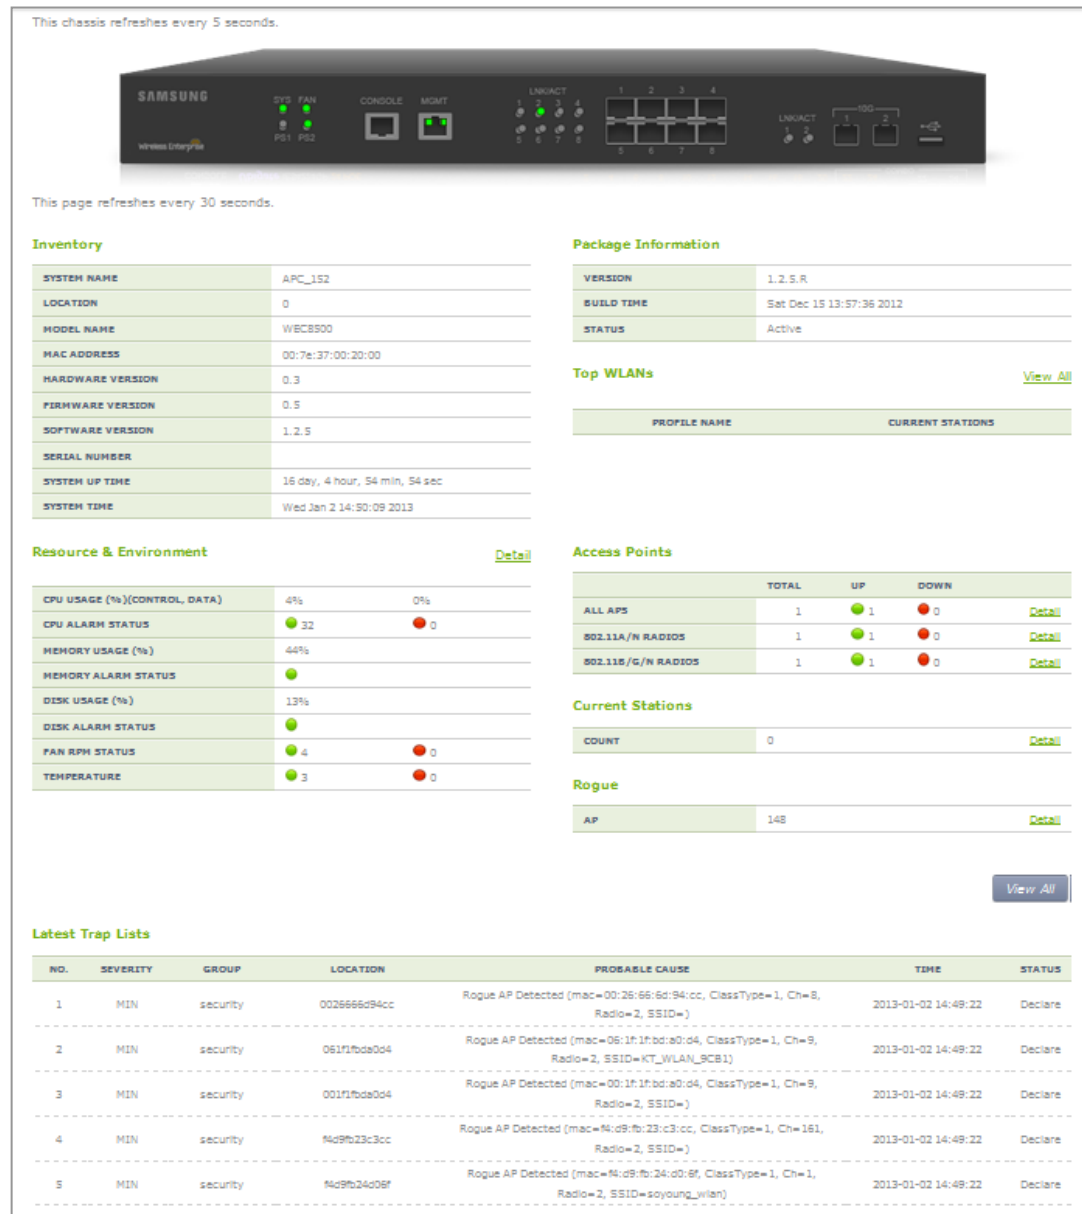 This chassis refreshes every 5 seconds.
SAMSUNG
SYS FAN
PS1 PS2
CONSOLE MGMT
LNK/ACT
1 2 3 4
5 6 7 8
1 2 3 4
5 6 7 8
LNK/ACT
1 2
10G
1 2
Wireless Enterprise
This page refreshes every 30 seconds.
Inventory
SYSTEM NAME APC_152
LOCATION 0
MODEL NAME WEC8500
MAC ADDRESS 00:7e:37:00:20:00
HARDWARE VERSION 0.3
FIRMWARE VERSION 0.5
SOFTWARE VERSION 1.2.5
SERIAL NUMBER
SYSTEM UP TIME 16 day, 4 hour, 54 min, 54 sec
SYSTEM TIME Wed Jan 2 14:50:09 2013
Package Information
VERSION 1.2.5.R
BUILD TIME Sat Dec 15 13:57:36 2012
STATUS Active
Top WLANs View All
PROFILE NAME CURRENT STATIONS
Resource & Environment Detail
CPU USAGE (%)(CONTROL, DATA) 4% 0%
CPU ALARM STATUS 32 0
MEMORY USAGE (%) 44%
MEMORY ALARM STATUS
DISK USAGE (%) 13%
DISK ALARM STATUS
FAN RPM STATUS 4 0
TEMPERATURE 3 0
Access Points
TOTAL UP DOWN
ALL APS 1 1 0 Detail
802.11A/N RADIOS 1 1 0 Detail
802.11B/G/N RADIOS 1 1 0 Detail
Current Stations
COUNT 0 Detail
Rogue
AP 148 Detail
View All
Latest Trap Lists
NO. SEVERITY GROUP LOCATION PROBABLE CAUSE TIME STATUS
1 MIN security 0026666d94cc Rogue AP Detected (mac=00:26:66:6d:94:cc, ClassType=1, Ch=8, 2013-01-02 14:49:22 Declare
Radio=2, SSID=)
2 MIN security 061f1fbda0d4 Rogue AP Detected (mac=06:1f:1f:bd:a0:d4, ClassType=1, Ch=9, 2013-01-02 14:49:22 Declare
Radio=2, SSID=KT_WLAN_9CB1)
3 MIN security 001f1fbda0d4 Rogue AP Detected (mac=00:1f:1f:bd:a0:d4, ClassType=1, Ch=9, 2013-01-02 14:49:22 Declare
Radio=2, SSID=)
4 MIN security f4d9fb23c3cc Rogue AP Detected (mac=f4:d9:fb:23:c3:cc, ClassType=1, Ch=161, 2013-01-02 14:49:22 Declare
Radio=2, SSID=)
5 MIN security f4d9fb24d06f Rogue AP Detected (mac=f4:d9:fb:24:d0:6f, ClassType=1, Ch=1, 2013-01-02 14:49:22 Declare
Radio=2, SSID=soyoung_wlan)